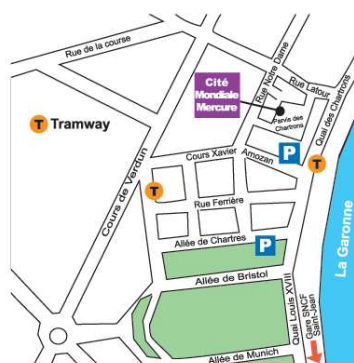 Rue de la course
Rue Notre Dame
Cité
Mondiale
Mercure
Rue Latour
Parvis des
Chartrons
Quai des Chartrons
T Tramway
Cours Xavier Arnozan
P
T
Cours de Verdun
T
Rue Ferrière
Allée de Chartres
P
Allée de Bristol
La Garonne
Quai Louis XVIII
Gare SNCF
Saint-Jean
Allée de Munich